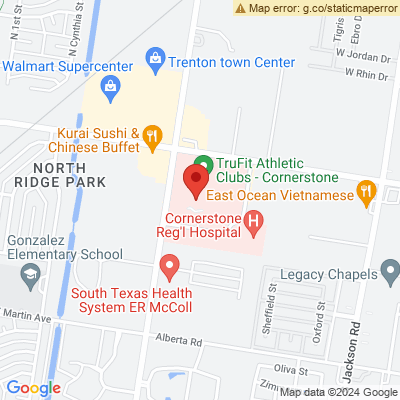 Map error: g.co/staticmaperror
N 1st St
N Cynthia St
Tigris
Ebro D
W Jordan Dr
W Rhin Dr
Trenton town Center
Walmart Supercenter
Kurai Sushi &
Chinese Buffet
TruFit Athletic
Clubs - Cornerstone
NORTH
RIDGE PARK
East Ocean Vietnamese
Cornerstone
Reg'l Hospital
H
Gonzalez
Elementary School
South Texas Health
System ER McColl
Legacy Chapels
Sheffield St
Oxford St
Jackson Rd
Martin Ave
Alberta Rd
Oliva St
Zimu
Google
Map data ©2024 Google